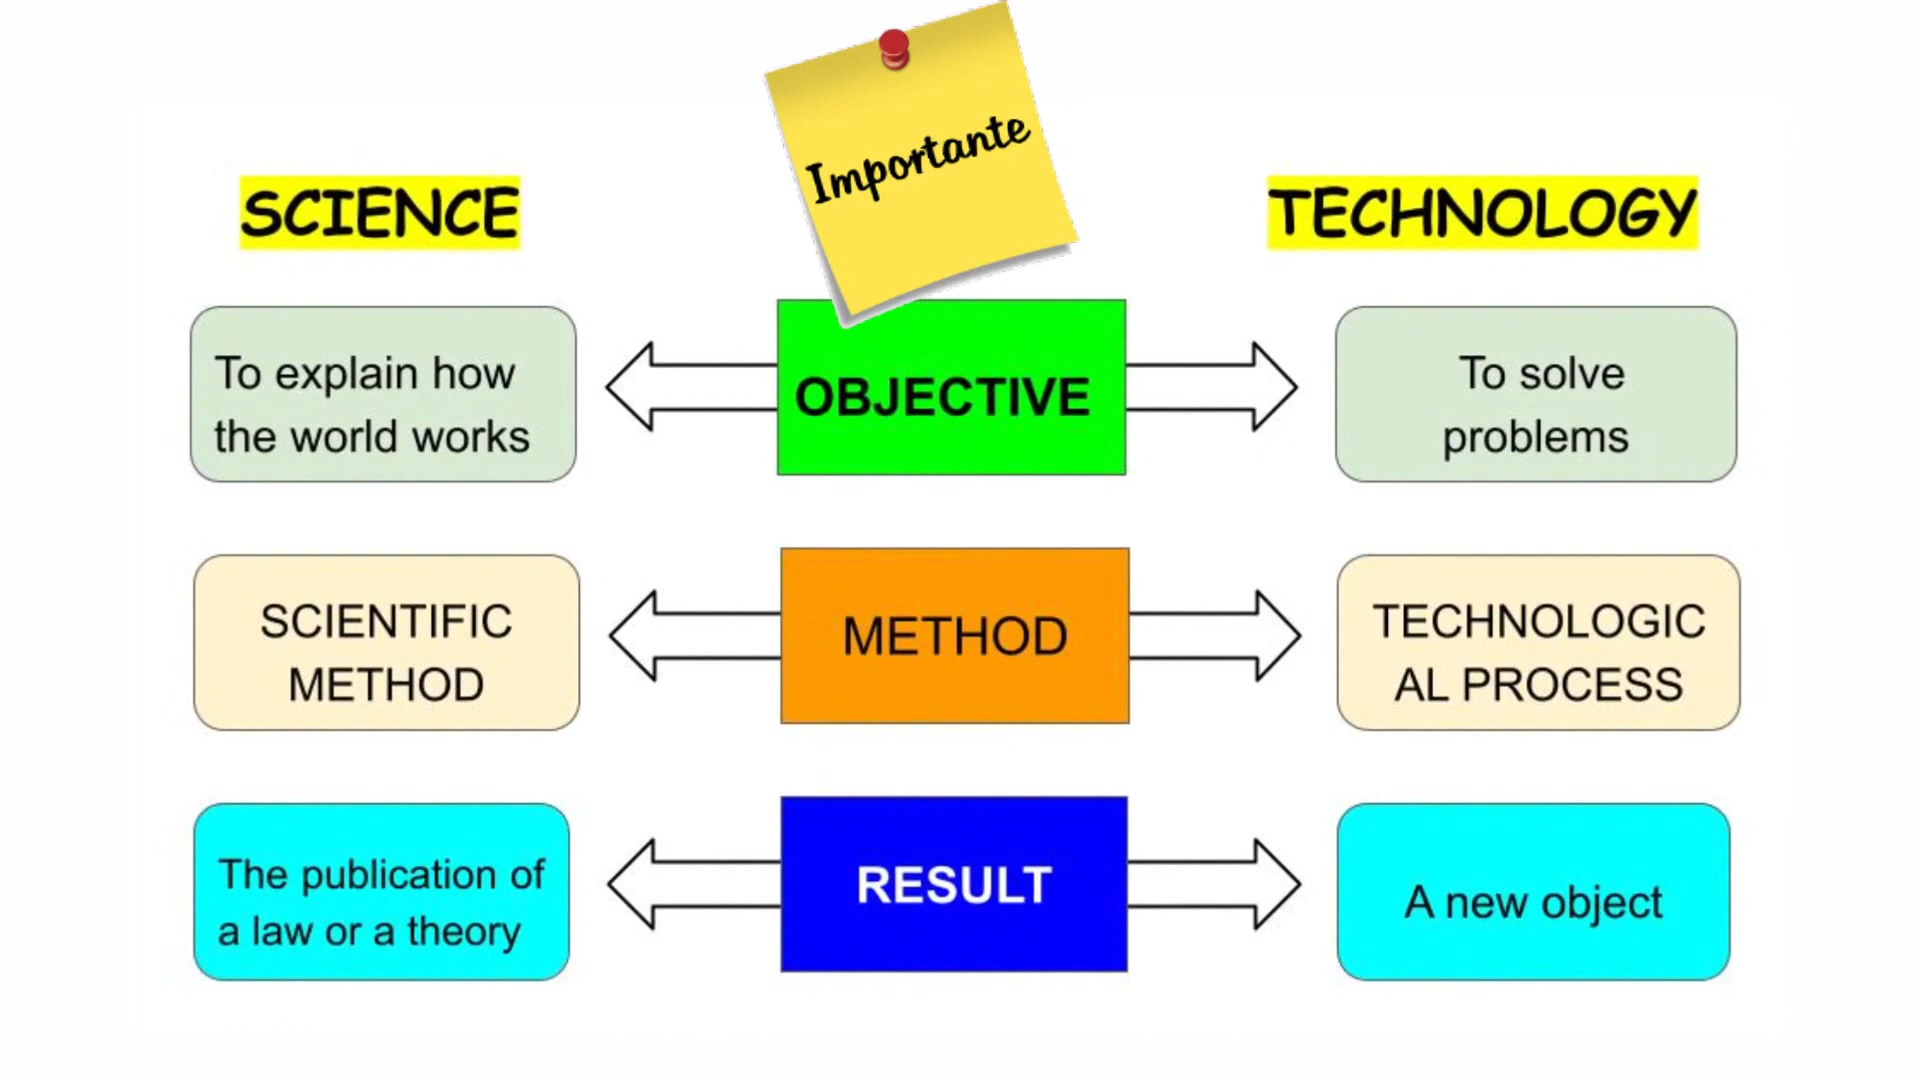 Importante
SCIENCE
TECHNOLOGY
To explain how
the world works
OBJECTIVE
To solve
problems
SCIENTIFIC
METHOD
METHOD
TECHNOLOGIC
AL PROCESS
The publication of
a law or a theory
RESULT
A new object